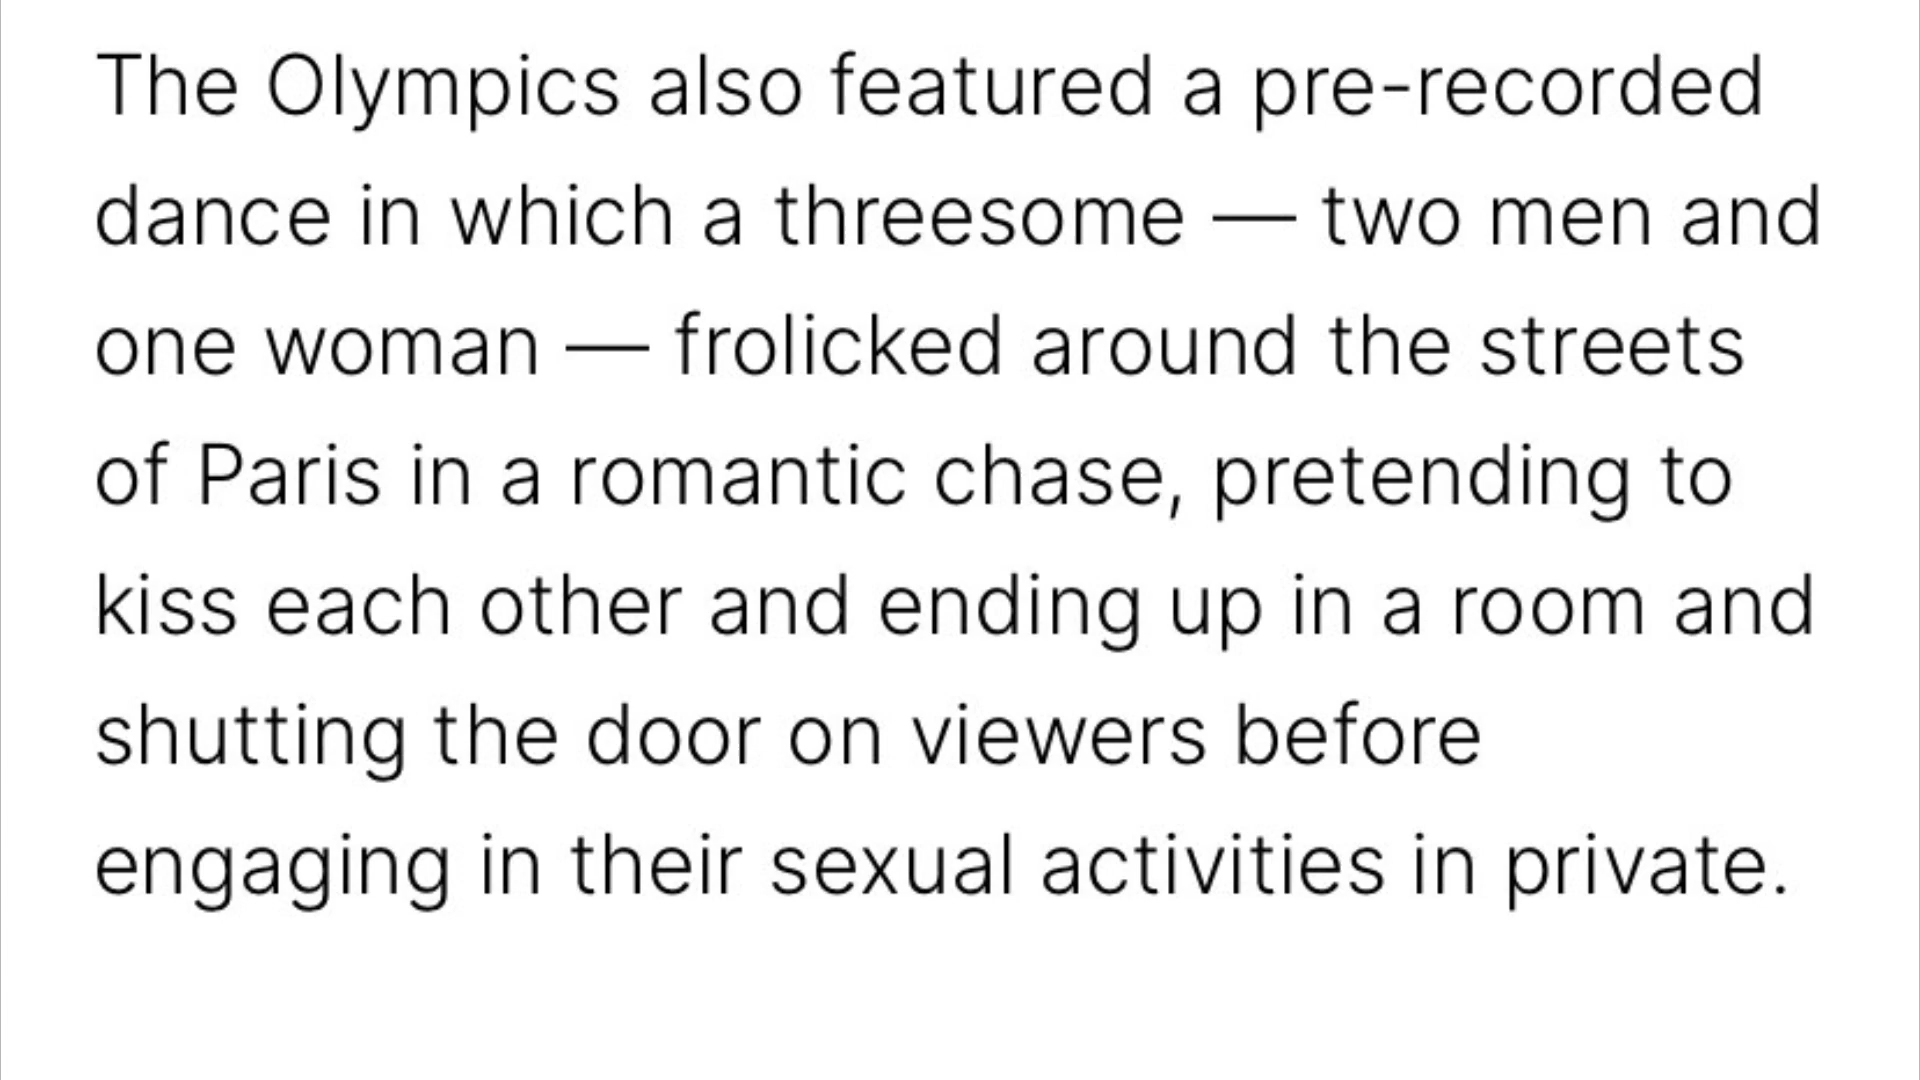 The Olympics also featured a pre-recorded
dance in which a threesome — two men and
one woman — frolicked around the streets
of Paris in a romantic chase, pretending to
kiss each other and ending up in a room and
shutting the door on viewers before
engaging in their sexual activities in private.